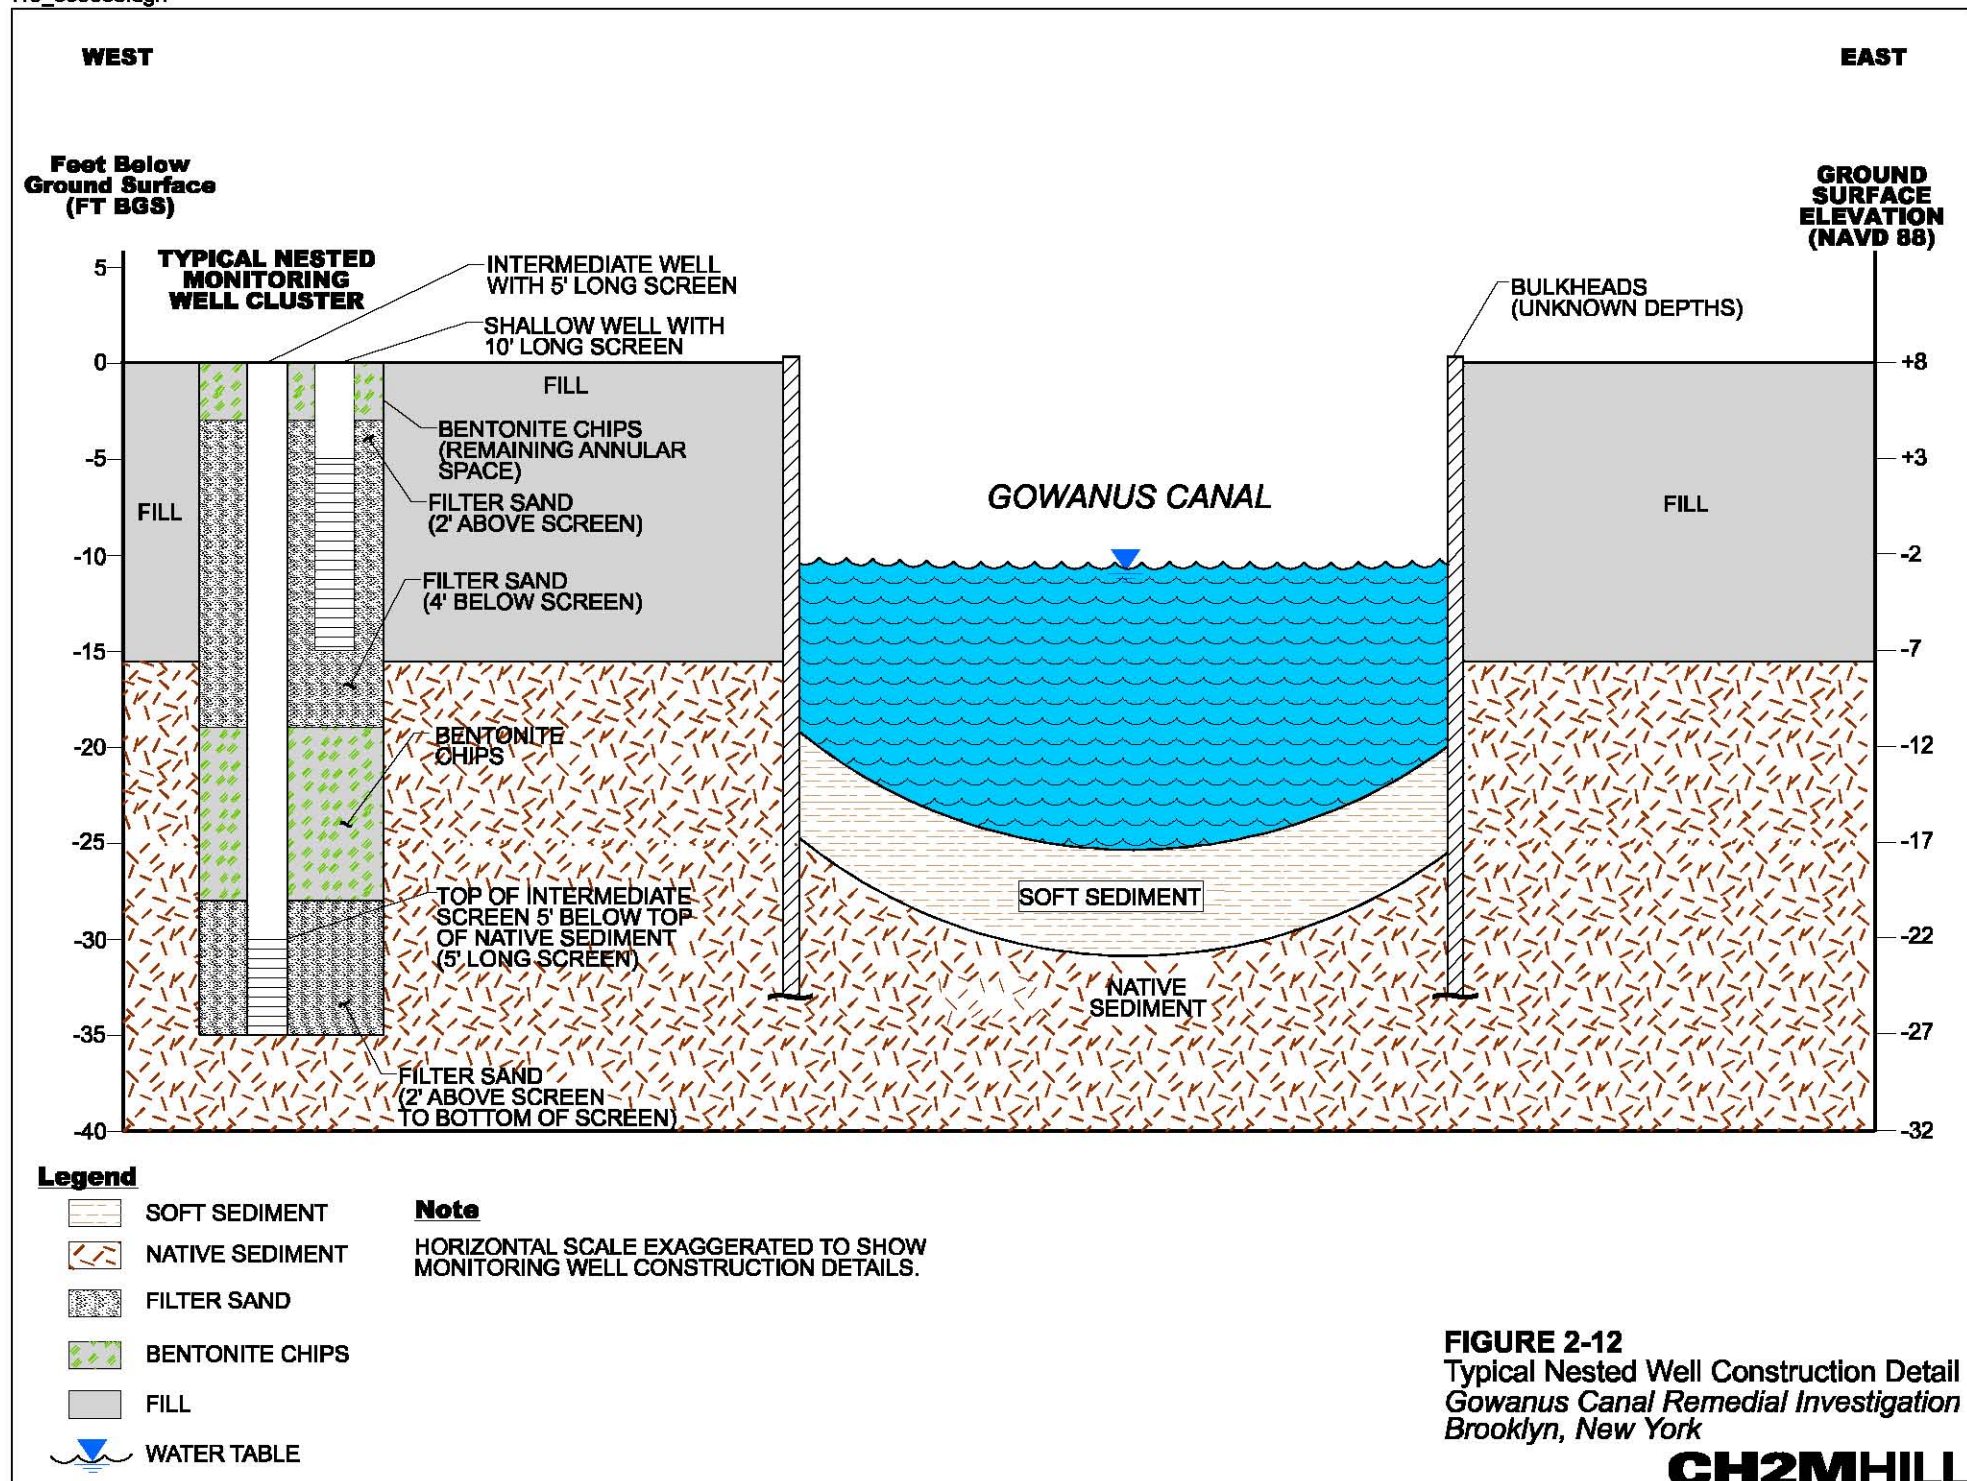 WEST
EAST
Feet Below
Ground Surface
(FT BGS)
GROUND
SURFACE
ELEVATION
(NAVD 88)
TYPICAL NESTED
MONITORING
WELL CLUSTER
INTERMEDIATE WELL
WITH 5' LONG SCREEN
SHALLOW WELL WITH
10' LONG SCREEN
BULKHEADS
(UNKNOWN DEPTHS)
5
0
-5
-10
-15
-20
-25
-30
-35
-40
+8
+3
-2
-7
-12
-17
-22
-27
-32
FILL
FILL
FILL
BENTONITE CHIPS
(REMAINING ANNULAR
SPACE)
FILTER SAND
(2' ABOVE SCREEN)
FILTER SAND
(4' BELOW SCREEN)
GOWANUS CANAL
BENTONITE
CHIPS
TOP OF INTERMEDIATE
SCREEN 5' BELOW TOP
OF NATIVE SEDIMENT
(5' LONG SCREEN)
SOFT SEDIMENT
NATIVE
SEDIMENT
FILTER SAND
(2' ABOVE SCREEN
TO BOTTOM OF SCREEN)
Legend
SOFT SEDIMENT
NATIVE SEDIMENT
FILTER SAND
BENTONITE CHIPS
FILL
WATER TABLE
Note
HORIZONTAL SCALE EXAGGERATED TO SHOW
MONITORING WELL CONSTRUCTION DETAILS.
FIGURE 2-12
Typical Nested Well Construction Detail
Gowanus Canal Remedial Investigation
Brooklyn, New York
CH2MHILL